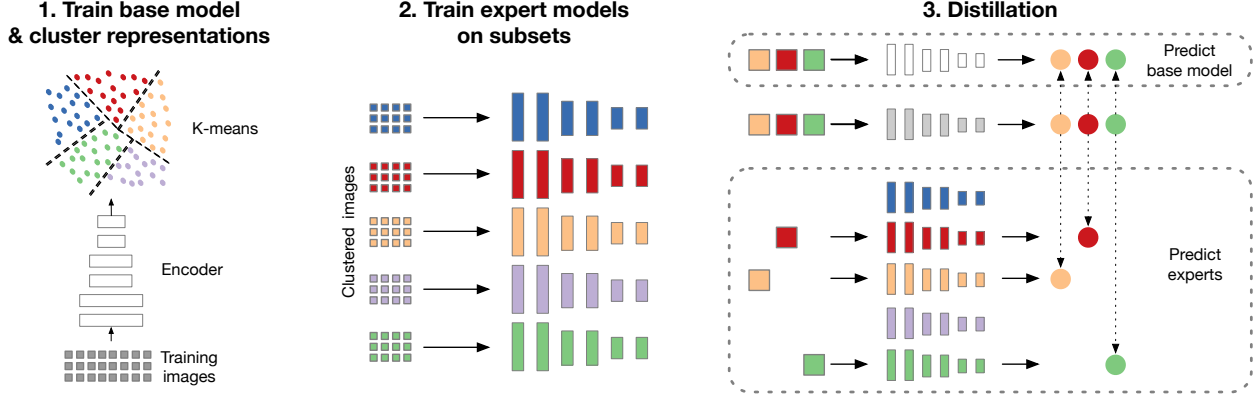 1. Train base model
& cluster representations
K-means
Encoder
Training
images
2. Train expert models
on subsets
Clustered images
3. Distillation
Predict
base model
Predict
experts